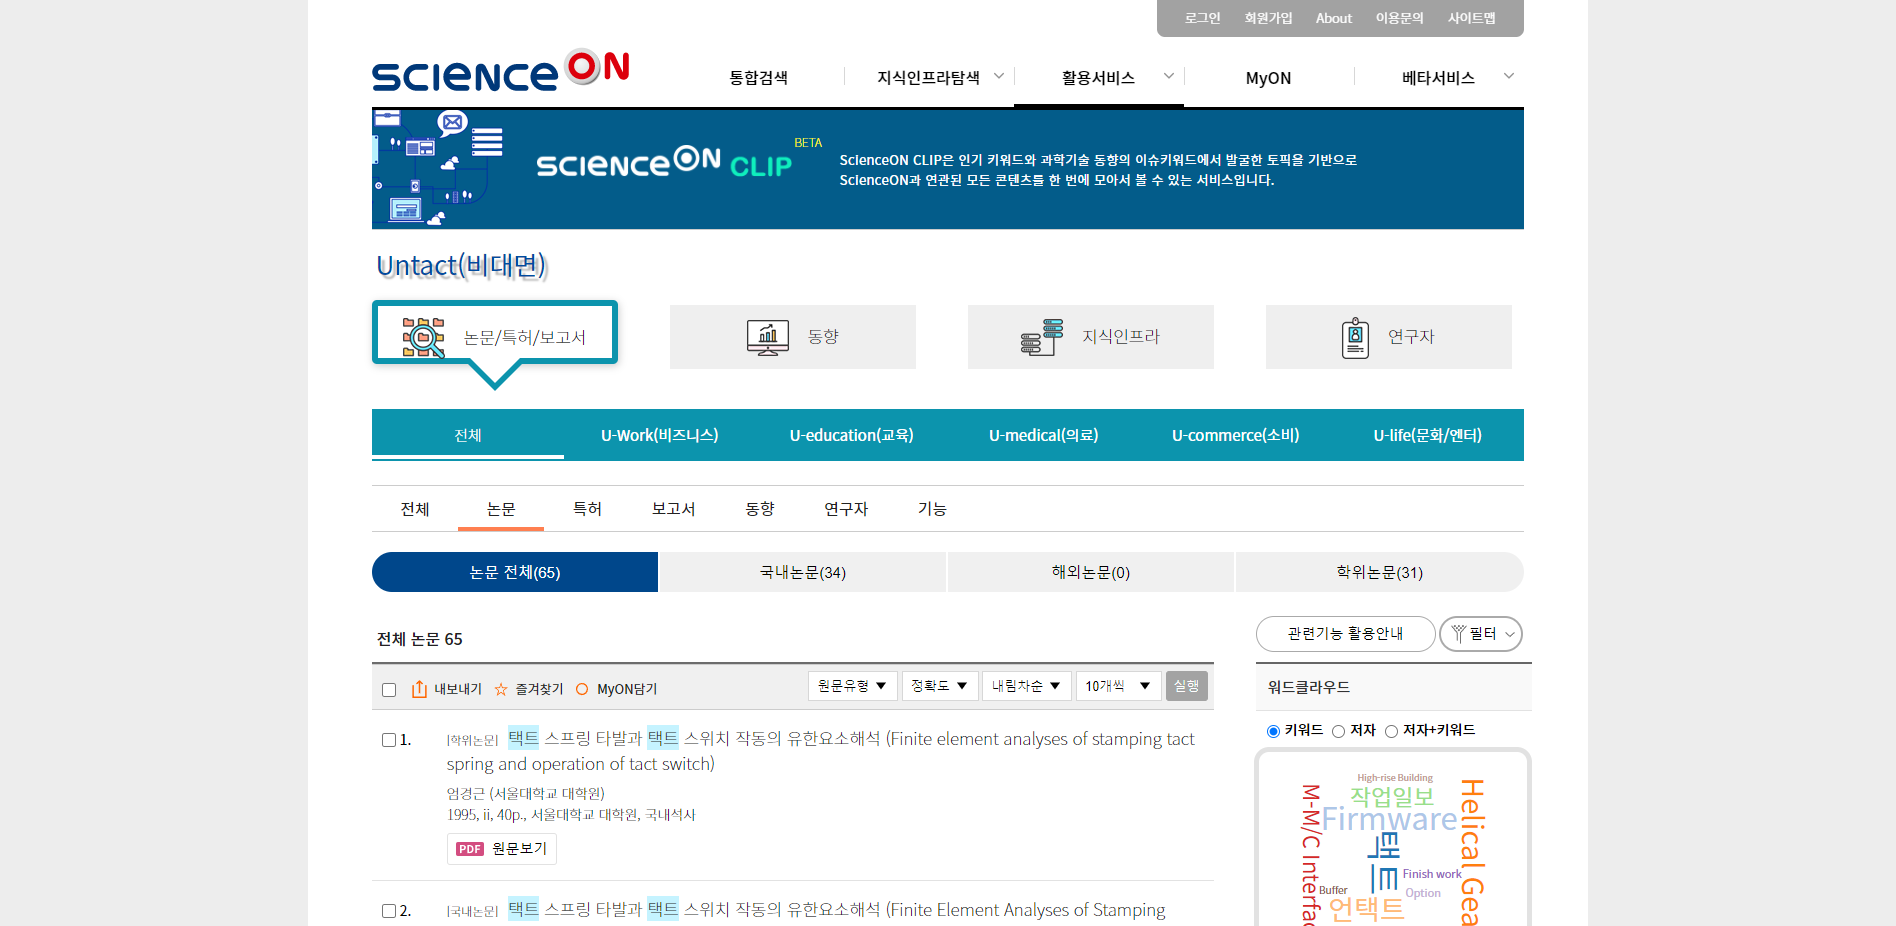 로그인 회원가입 About 이용문의 사이트맵
SCIENCE ON
통합검색 지식인프라탐색 활용서비스 MyON 베타서비스
SCIENCE ON CLIP BETA
ScienceON CLIP은 인기 키워드와 과학기술 동향의 이슈키워드에서 발굴한 토픽을 기반으로
ScienceON과 연관된 모든 콘텐츠를 한 번에 모아서 볼 수 있는 서비스입니다.
Untact(비대면)
논문/특허/보고서 동향 지식인프라 연구자
전체 U-Work(비즈니스) U-education(교육) U-medical(의료) U-commerce(소비) U-life(문화/엔터)
전체 논문 특허 보고서 동향 연구자 기능
논문 전체(65) 국내논문(34) 해외논문(0) 학위논문(31)
전체 논문 65
관련기능 활용안내 필터
내보내기 즐겨찾기 MyON담기 원문유형 ▼ 정확도 ▼ 내림차순 ▼ 10개씩 ▼ 실행
1. [학위논문] 택트 스프링 타발과 택트 스위치 작동의 유한요소해석 (Finite element analyses of stamping tact
spring and operation of tact switch)
엄경근 (서울대학교 대학원)
1995, ii, 40p., 서울대학교 대학원, 국내석사
PDF 원문보기
2. [국내논문] 택트 스프링 타발과 택트 스위치 작동의 유한요소해석 (Finite Element Analyses of Stamping
워드클라우드
키워드 저자 저자+키워드
High-rise Building
작업일보
Firmware
Helical Gea
M-M/C Interfac
택트
Finish work
Buffer
Option
언택트